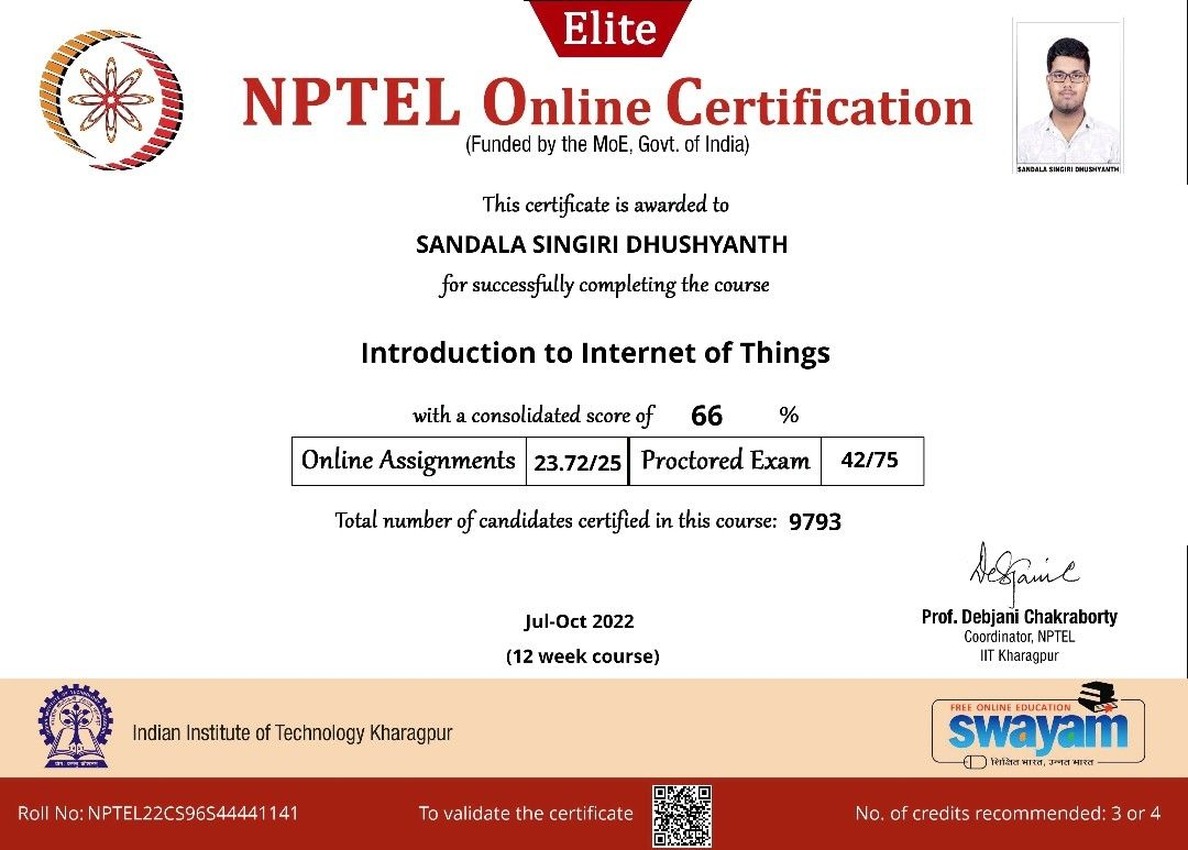 Elite
NPTEL Online Certification
(Funded by the MoE, Govt. of India)
SANDALA SINGIRI DHUSHYANTH
This certificate is awarded to
SANDALA SINGIRI DHUSHYANTH
for successfully completing the course
Introduction to Internet of Things
with a consolidated score of 66 %
Online Assignments 23.72/25 Proctored Exam 42/75
Total number of candidates certified in this course: 9793
Jul-Oct 2022
(12 week course)
Prof. Debjani Chakraborty
Coordinator, NPTEL
IIT Kharagpur
Indian Institute of Technology Kharagpur
FREE ONLINE EDUCATION
swayam
शिक्षित भारत, उन्नत भारत
Roll No: NPTEL22CS96S44441141
To validate the certificate
No. of credits recommended: 3 or 4